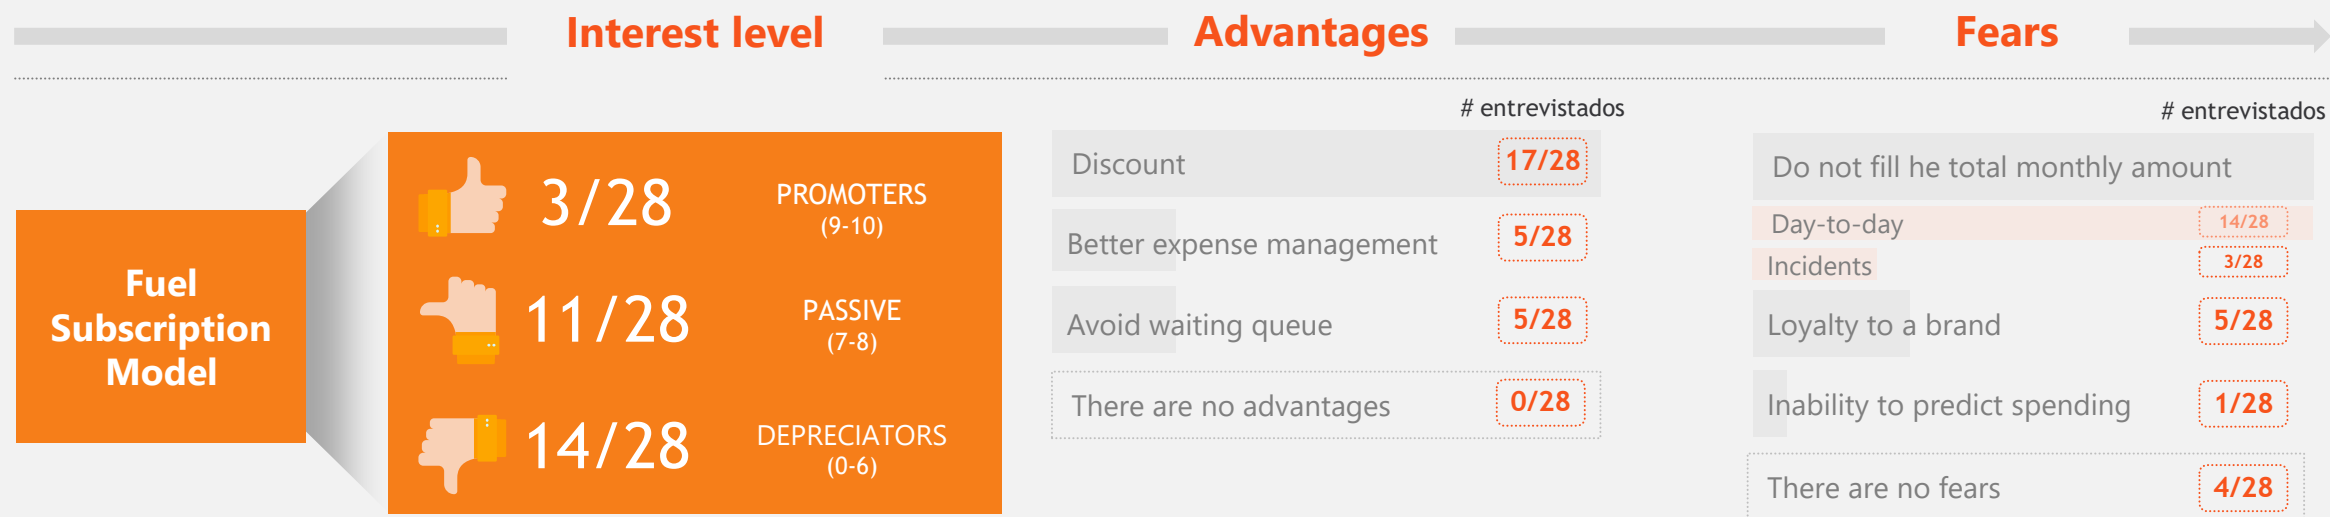 Interest level
Advantages
Fears
Fuel
Subscription
Model
3/28
PROMOTERS
(9-10)
11/28
PASSIVE
(7-8)
14/28
DEPRECIATORS
(0-6)
# entrevistados
Discount
17/28
Better expense management
5/28
Avoid waiting queue
5/28
There are no advantages
0/28
# entrevistados
Do not fill he total monthly amount
Day-to-day
14/28
Incidents
3/28
Loyalty to a brand
5/28
Inability to predict spending
1/28
There are no fears
4/28